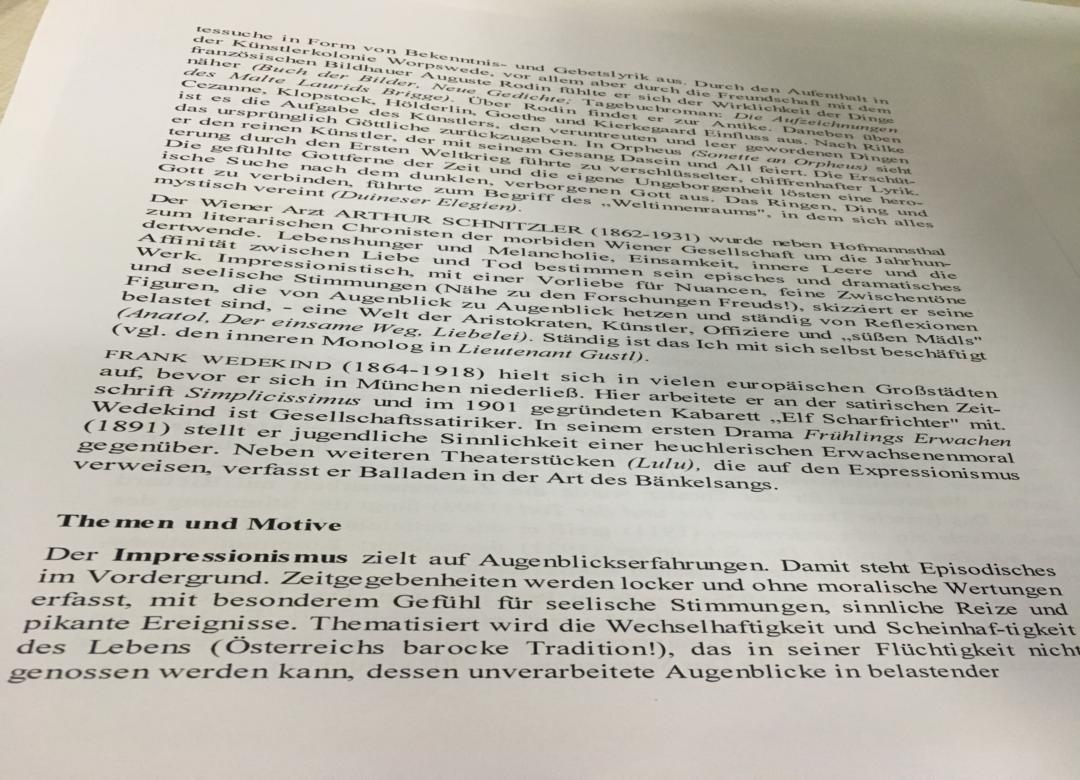 tessuche in Form von Bekenntnis- und Gebetslyrik aus. Durch den Aufenthalt in
der Künstlerkolonie Worpswede, vor allem aber durch die Freundschaft mit dem
französischen Bildhauer Auguste Rodin fühlte er sich der Wirklichkeit der Dinge
näher (Buch der Bilder, Neue Gedichte; Tagebuchroman: Die Aufzeichnungen
des Malte Laurids Brigge). Über Rodin findet er zur Antike. Daneben üben
Cezanne, Klopstock, Hölderlin, Goethe und Kierkegaard Einfluss aus. Nach Rilke
ist es die Aufgabe des Künstlers, den veruntreuten und leer gewordenen Dingen
das ursprünglich Göttliche zurückzugeben. In Orpheus (Sonette an Orpheus) sieht
er den reinen Künstler, der mit seinem Gesang Dasein und All feiert. Die Erschüt-
terung durch den Ersten Weltkrieg führte zu verschlüsselter, chiffrenhafter Lyrik.
Die gefühlte Gottferne der Zeit und die eigene Ungeborgenheit lösten eine hero-
ische Suche nach dem dunklen, verborgenen Gott aus. Das Ringen, Ding und
Gott zu verbinden, führte zum Begriff des „Weltinnenraums", in dem sich alles
mystisch vereint (Duineser Elegien).
Der Wiener Arzt ARTHUR SCHNITZLER (1862-1931) wurde neben Hofmannsthal
zum literarischen Chronisten der morbiden Wiener Gesellschaft um die Jahrhun-
dertwende. Lebenshunger und Melancholie, Einsamkeit, innere Leere und die
Affinität zwischen Liebe und Tod bestimmen sein episches und dramatisches
Werk. Impressionistisch, mit einer Vorliebe für Nuancen, feine Zwischentöne
und seelische Stimmungen (Nähe zu den Forschungen Freuds!), skizziert er seine
Figuren, die von Augenblick zu Augenblick hetzen und ständig von Reflexionen
belastet sind, - eine Welt der Aristokraten, Künstler, Offiziere und „süßen Mädls"
(Anatol, Der einsame Weg, Liebelei). Ständig ist das Ich mit sich selbst beschäftigt
(vgl. den inneren Monolog in Lieutenant Gustl).
FRANK WEDEKIND (1864-1918) hielt sich in vielen europäischen Großstädten
auf, bevor er sich in München niederließ. Hier arbeitete er an der satirischen Zeit-
schrift Simplicissimus und im 1901 gegründeten Kabarett „Elf Scharfrichter" mit.
Wedekind ist Gesellschaftssatiriker. In seinem ersten Drama Frühlings Erwachen
(1891) stellt er jugendliche Sinnlichkeit einer heuchlerischen Erwachsenenmoral
gegenüber. Neben weiteren Theaterstücken (Lulu), die auf den Expressionismus
verweisen, verfasst er Balladen in der Art des Bänkelsangs.
Themen und Motive
Der Impressionismus zielt auf Augenblickserfahrungen. Damit steht Episodisches
im Vordergrund. Zeitgegebenheiten werden locker und ohne moralische Wertungen
erfasst, mit besonderem Gefühl für seelische Stimmungen, sinnliche Reize und
pikante Ereignisse. Thematisiert wird die Wechselhaftigkeit und Scheinhaf-tigkeit
des Lebens (Österreichs barocke Tradition!), das in seiner Flüchtigkeit nicht
genossen werden kann, dessen unverarbeitete Augenblicke in belastender